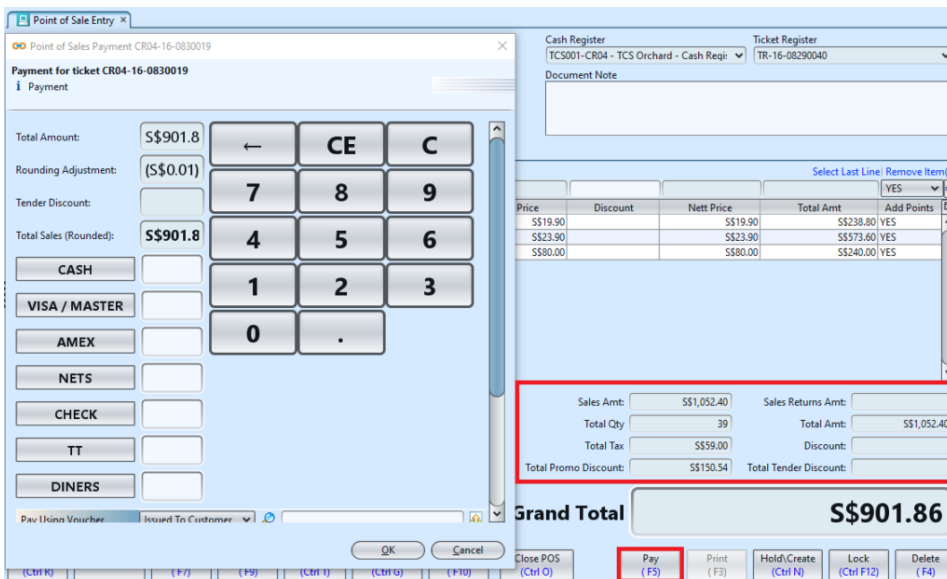 Point of Sale Entry ×
Point of Sales Payment CR04-16-0830019
Payment for ticket CR04-16-0830019
i Payment
Total Amount: S$901.8
Rounding Adjustment: (S$0.01)
Tender Discount:
Total Sales (Rounded): S$901.8
CASH
VISA / MASTER
AMEX
NETS
CHECK
TT
DINERS
← CE C
7 8 9
4 5 6
1 2 3
0 .
Pay Using Voucher Issued To Customer
OK Cancel
Cash Register Ticket Register
TCS001-CR04 - TCS Orchard - Cash Regi: TR-16-08290040
Document Note
Select Last Line Remove Item
YES
Price Discount Nett Price Total Amt Add Points
S$19.90 S$19.90 S$238.80 YES
S$23.90 S$23.90 S$573.60 YES
S$80.00 S$80.00 S$240.00 YES
Sales Amt: S$1,052.40 Sales Returns Amt:
Total Qty 39 Total Amt: S$1,052.40
Total Tax S$59.00 Discount:
Total Promo Discount: S$150.54 Total Tender Discount:
Grand Total S$901.86
Close POS Pay Print Hold\Create Lock Delete
(Ctrl R) (F7) (F9) (Ctrl T) (Ctrl G) (F10) (Ctrl O) (F5) (F3) (Ctrl N) (Ctrl F12) (F4)